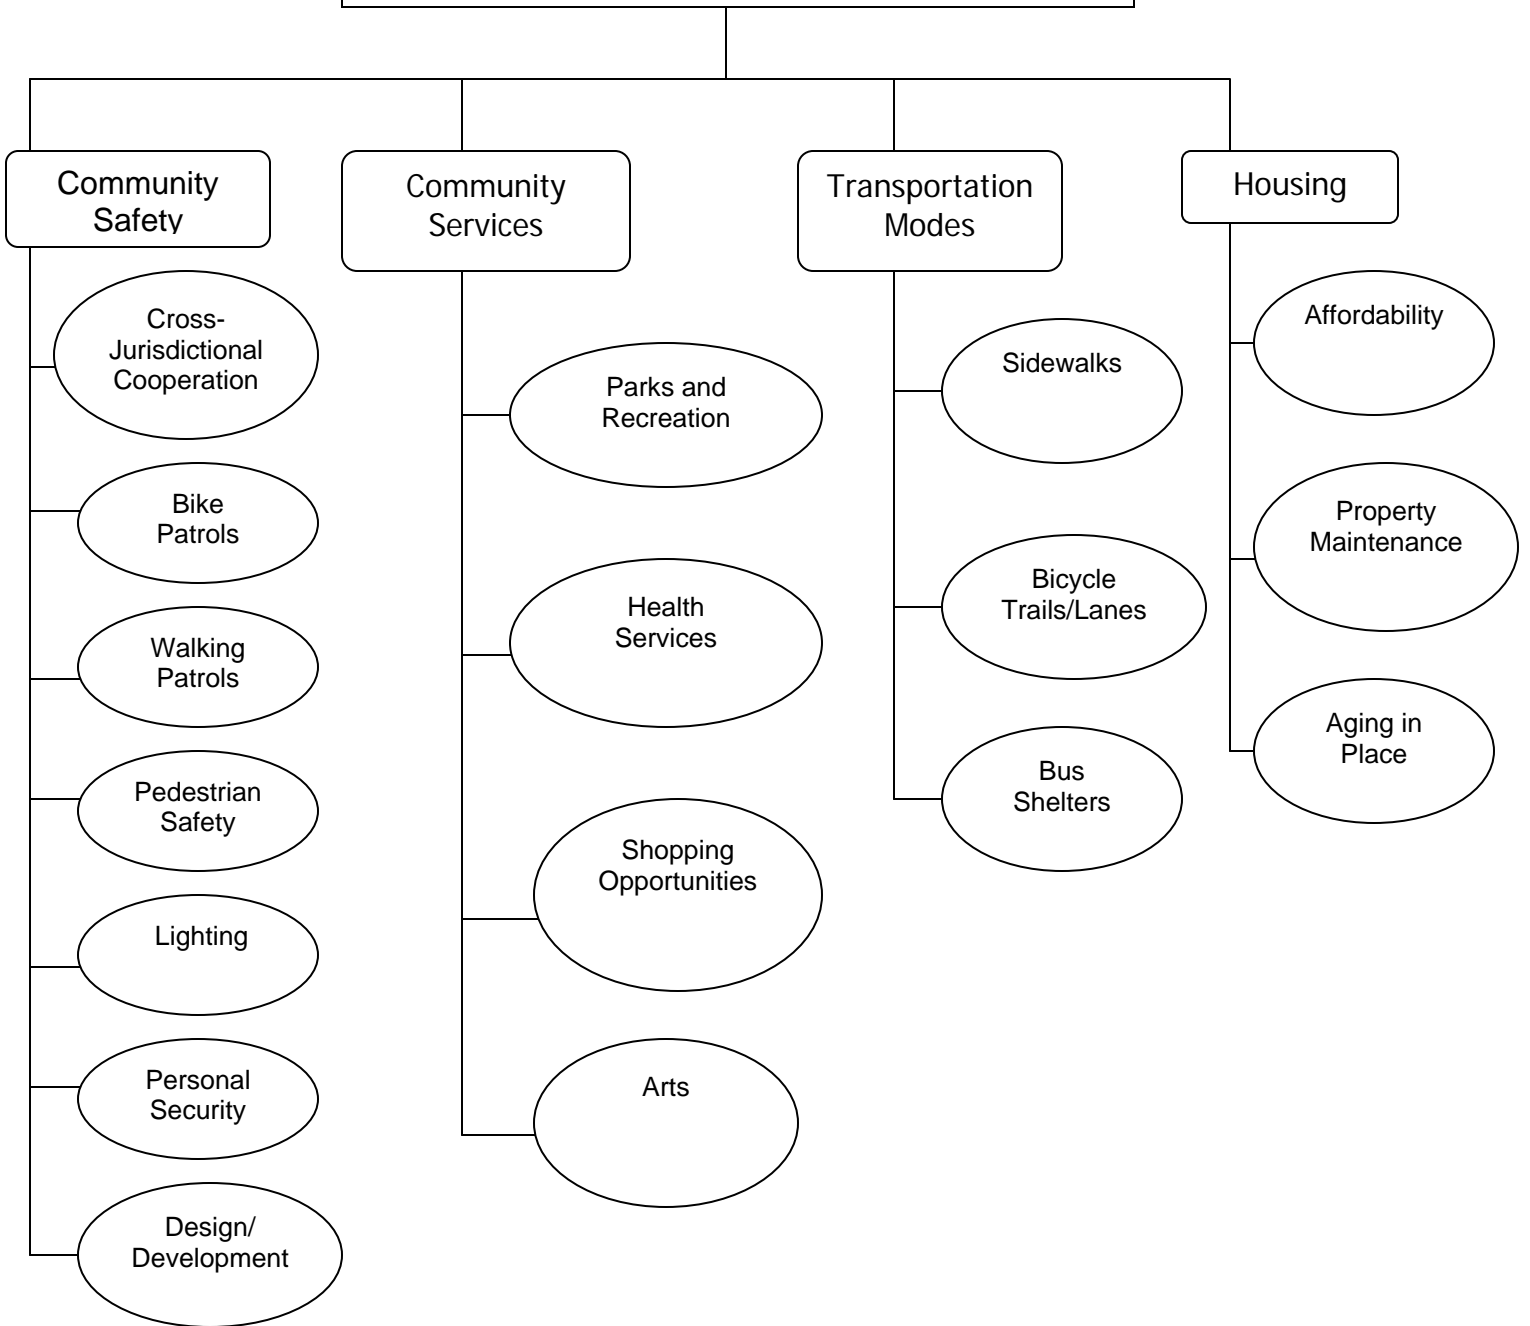 Community
Safety
Community
Services
Transportation
Modes
Housing
Cross-
Jurisdictional
Cooperation
Bike
Patrols
Walking
Patrols
Pedestrian
Safety
Lighting
Personal
Security
Design/
Development
Parks and
Recreation
Health
Services
Shopping
Opportunities
Arts
Sidewalks
Bicycle
Trails/Lanes
Bus
Shelters
Affordability
Property
Maintenance
Aging in
Place